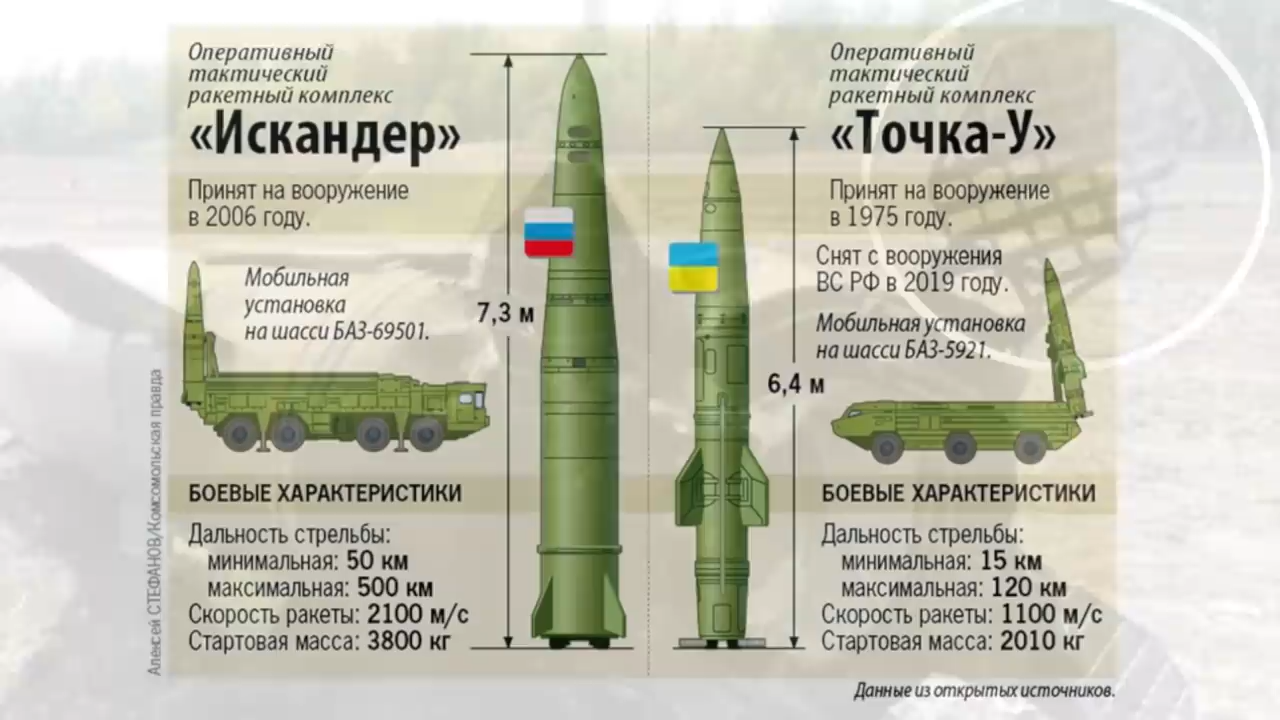 Оперативный
тактический
ракетный комплекс
«Искандер»
Принят на вооружение
в 2006 году.
Мобильная
установка
на шасси БАЗ-69501.
7,3 м
БОЕВЫЕ ХАРАКТЕРИСТИКИ
Дальность стрельбы:
минимальная: 50 км
максимальная: 500 км
Скорость ракеты: 2100 м/с
Стартовая масса: 3800 кг
Оперативный
тактический
ракетный комплекс
«Точка-У»
Принят на вооружение
в 1975 году.
Снят с вооружения
ВС РФ в 2019 году.
Мобильная установка
на шасси БАЗ-5921.
6,4 м
БОЕВЫЕ ХАРАКТЕРИСТИКИ
Дальность стрельбы:
минимальная: 15 км
максимальная: 120 км
Скорость ракеты: 1100 м/с
Стартовая масса: 2010 кг
Данные из открытых источников.
Алексей СТЕФАНОВ/Комсомольская правда